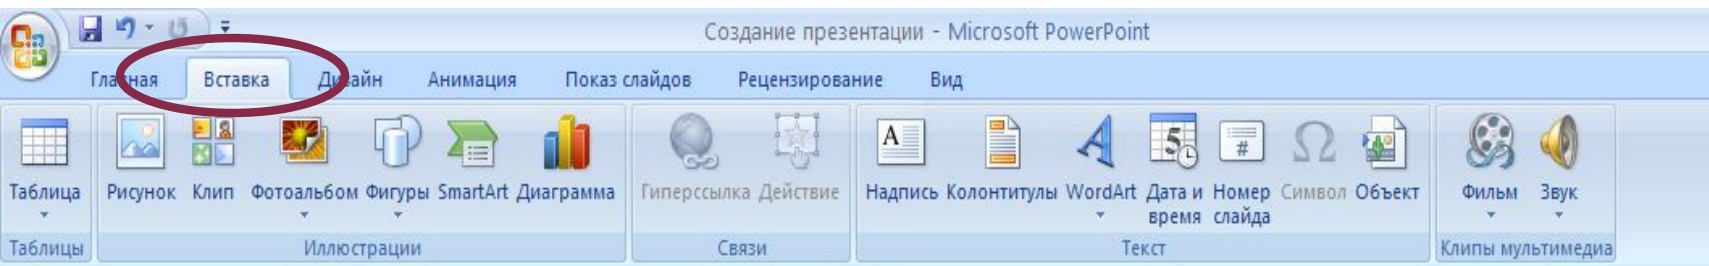 Создание презентации - Microsoft PowerPoint
Главная Вставка Дизайн Анимация Показ слайдов Рецензирование Вид
Таблица Рисунок Клип Фотоальбом Фигуры SmartArt Диаграмма Гиперссылка Действие Надпись Колонтитулы WordArt Дата и время Номер слайда Символ Объект Фильм Звук
Таблицы Иллюстрации Связи Текст Клипы мультимедиа